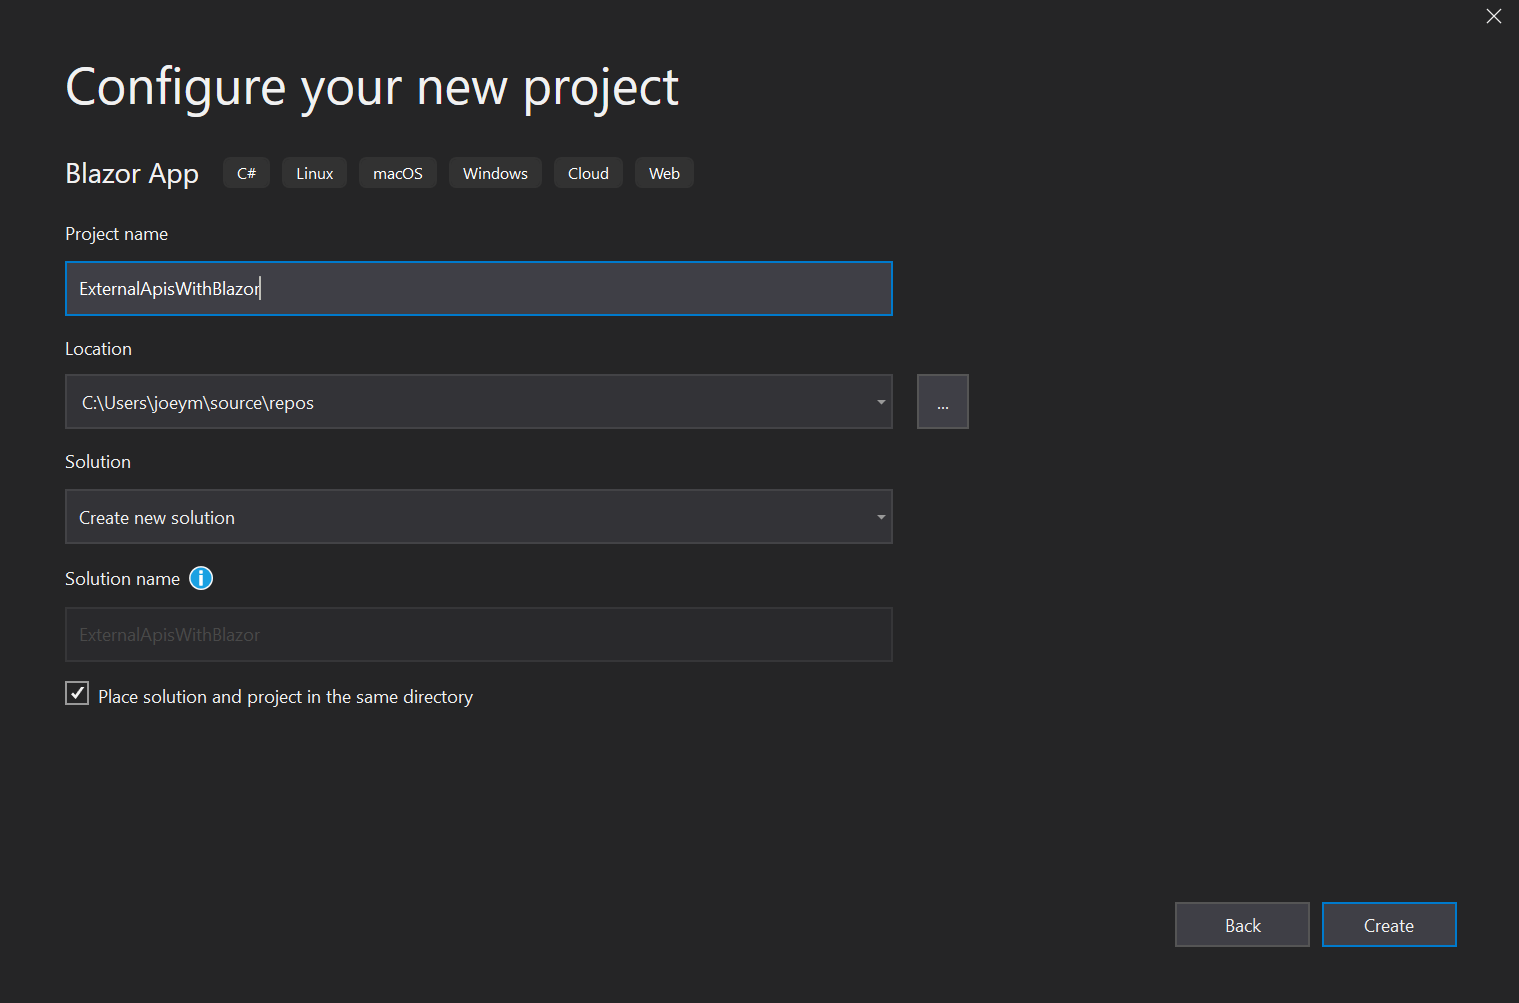 Configure your new project
Blazor App C# Linux macOS Windows Cloud Web
Project name
ExternalApisWithBlazor
Location
C:\Users\joeym\source\repos
...
Solution
Create new solution
Solution name
ExternalApisWithBlazor
Place solution and project in the same directory
Back Create